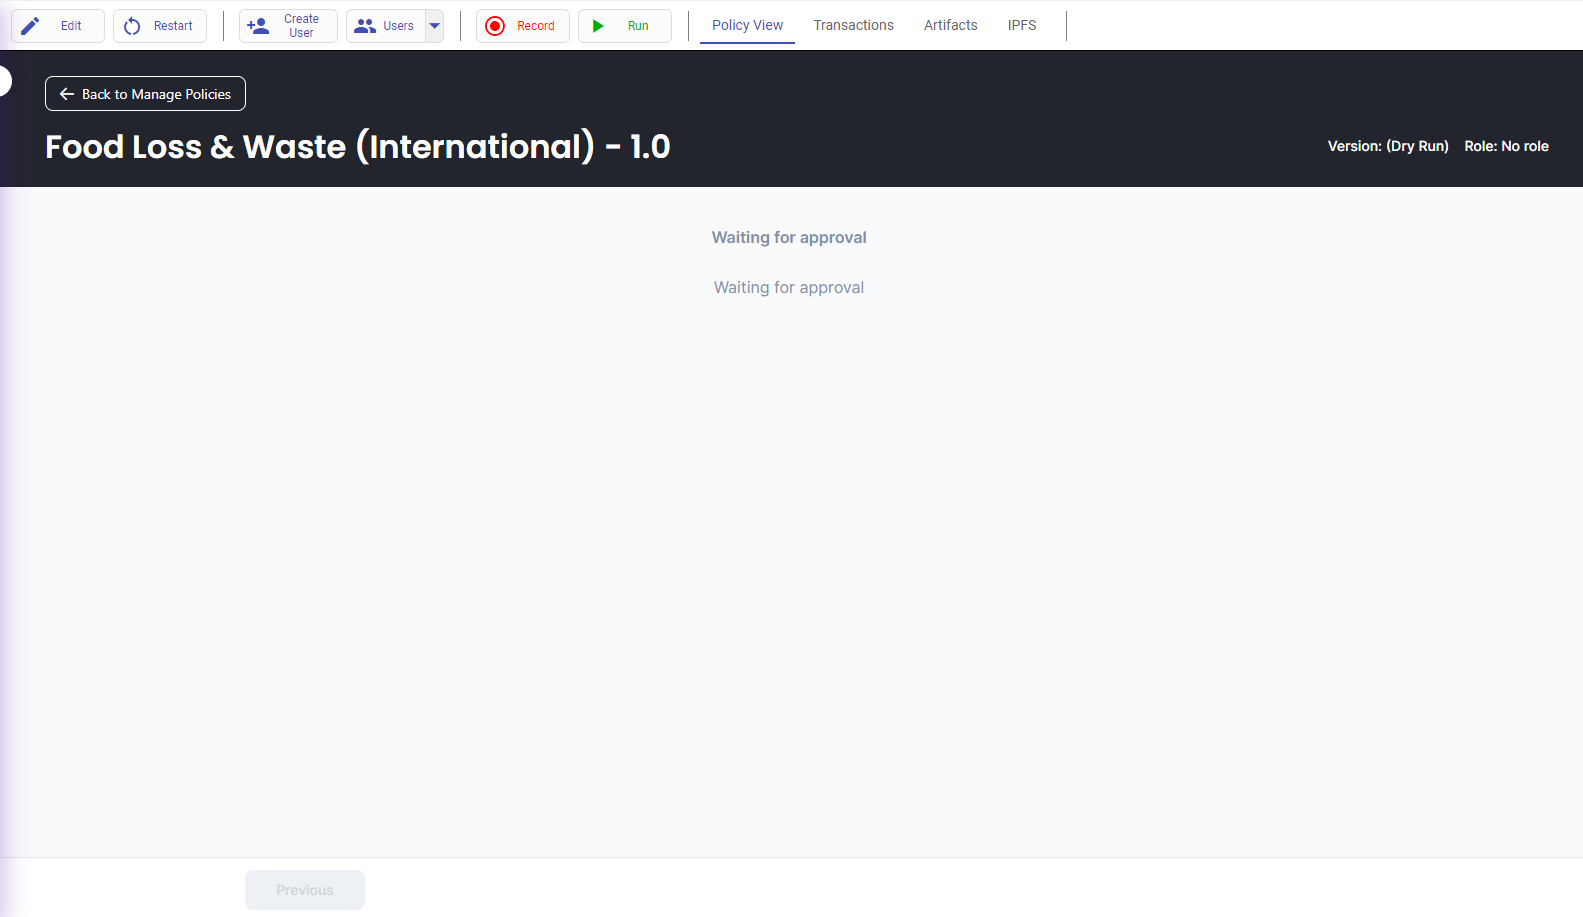 Edit
Restart
Create
User
Users
Record
Run
Policy View
Transactions
Artifacts
IPFS
Back to Manage Policies
Food Loss & Waste (International) - 1.0
Version: (Dry Run)
Role: No role
Waiting for approval
Waiting for approval
Previous